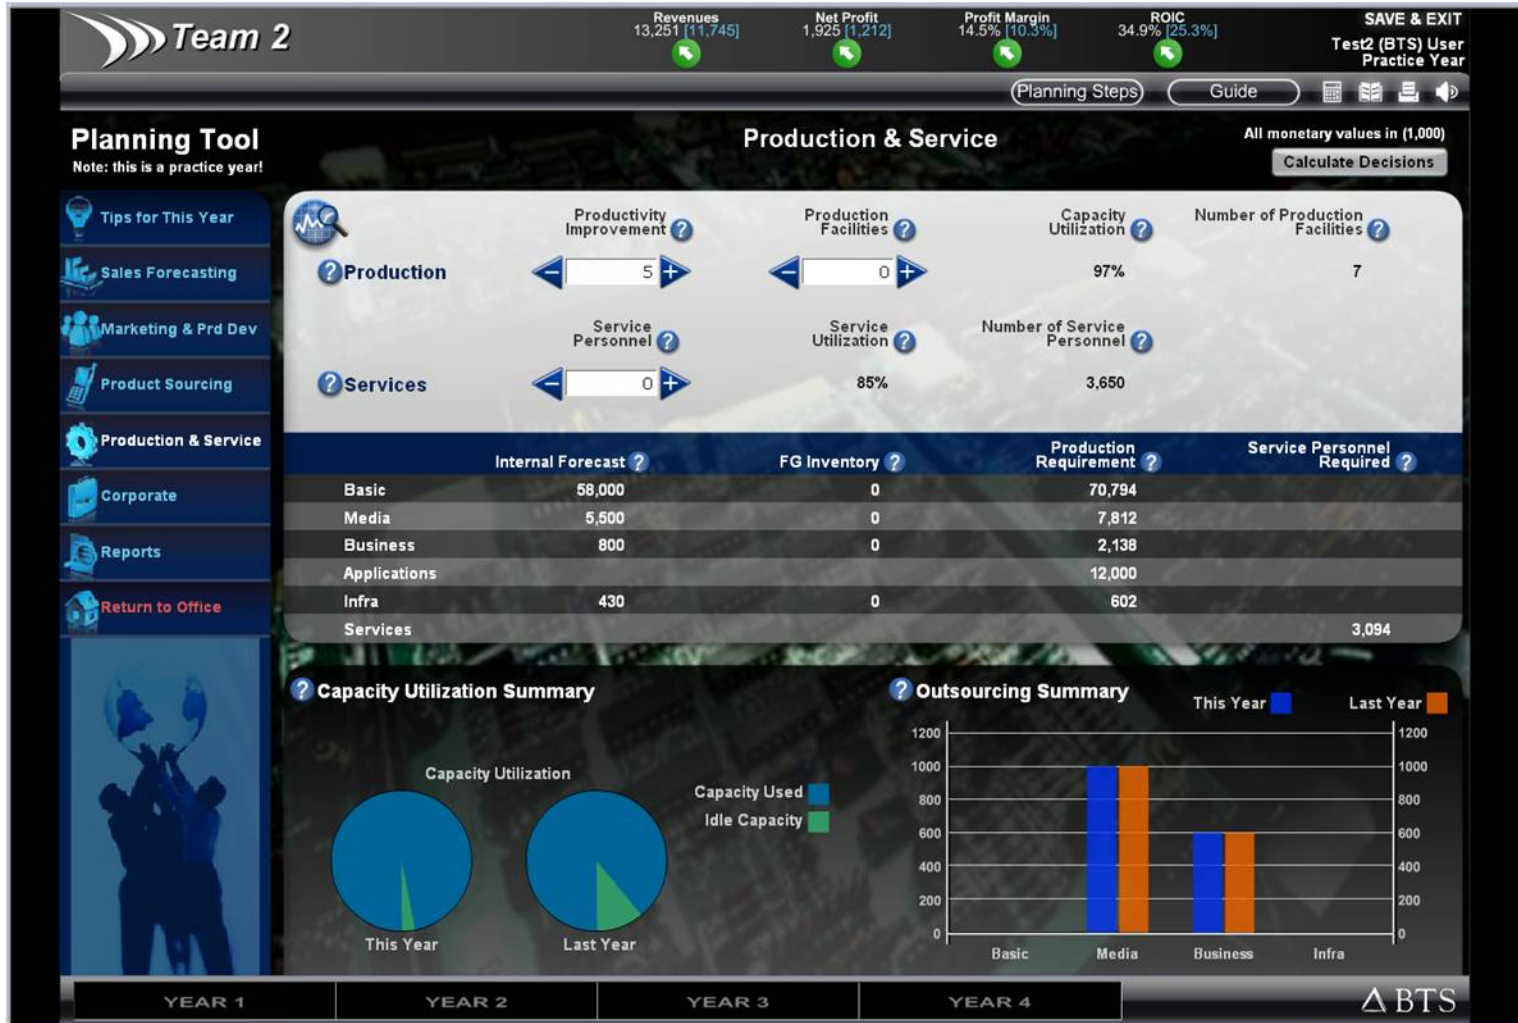 Team 2
Revenues
13,251 [11,745]
Net Profit
1,925 [1,212]
Profit Margin
14.5% [10.3%]
ROIC
34.9% [25.3%]
SAVE & EXIT
Test2 (BTS) User
Practice Year
Planning Steps
Guide
Planning Tool
Note: this is a practice year!
Production & Service
All monetary values in (1,000)
Calculate Decisions
Tips for This Year
Sales Forecasting
Marketing & Prd Dev
Product Sourcing
Production & Service
Corporate
Reports
Return to Office
Productivity
Improvement ?
Production
Facilities ?
Capacity
Utilization ?
Number of Production
Facilities ?
? Production
5
0
97%
7
Service
Personnel ?
Service
Utilization ?
Number of Service
Personnel ?
? Services
0
85%
3,650
Internal Forecast ?
FG Inventory ?
Production
Requirement ?
Service Personnel
Required ?
Basic 58,000 0 70,794
Media 5,500 0 7,812
Business 800 0 2,138
Applications 12,000
Infra 430 0 602
Services 3,094
? Capacity Utilization Summary
Capacity Utilization
Capacity Used
Idle Capacity
This Year
Last Year
? Outsourcing Summary
This Year
Last Year
1200 1200
1000 1000
800 800
600 600
400 400
200 200
0 0
Basic Media Business Infra
YEAR 1 YEAR 2 YEAR 3 YEAR 4
BTS